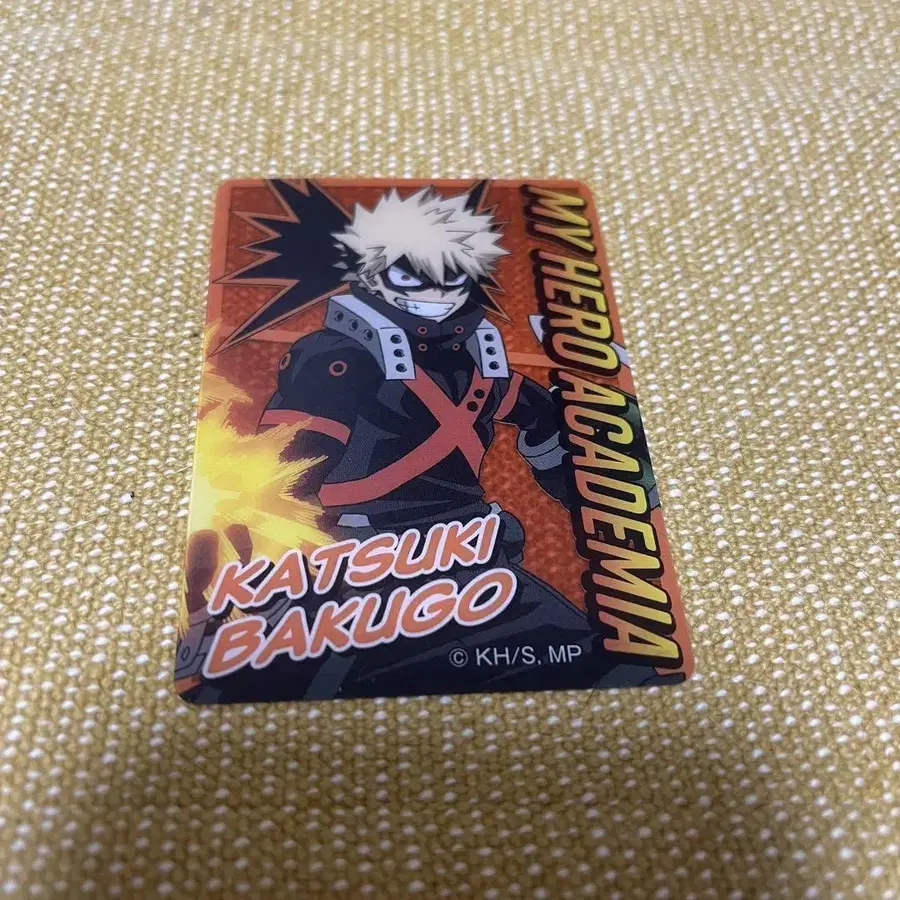 MY HERO ACADEMIA
KATSUKI
BAKUGO
© KH/S, MP